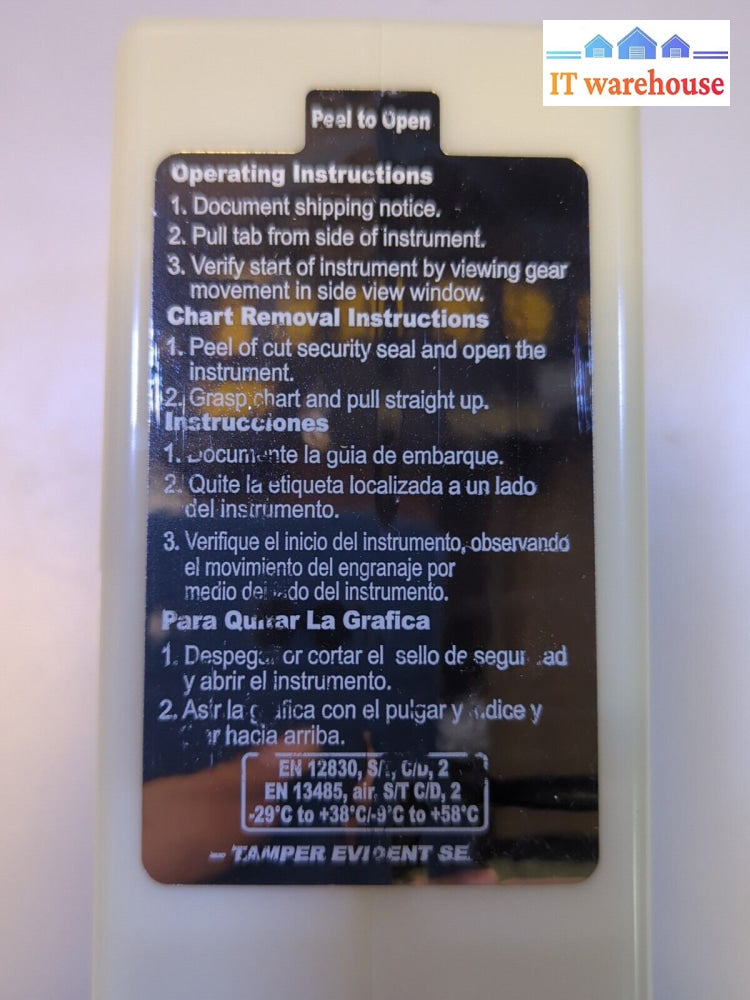 IT warehouse
Peel to Open
Operating Instructions
1. Document shipping notice.
2. Pull tab from side of instrument.
3. Verify start of instrument by viewing gear
movement in side view window.
Chart Removal Instructions
1. Peel of cut security seal and open the
instrument.
2. Grasp chart and pull straight up.
Instrucciones
1. la guia de embarque.
2. Quite la etiqueta localizada a un lado
del instrumento.
3. Verifique el inicio del instrumento, observando
el movimiento del engranaje por
medio del instrumento.
Para La Grafica
1. or cortar el sello de
y abrir el instrumento.
2. Asir la con el pulgar y
hacia arriba.
EN 12830, C/D, 2
EN 13485, air, S/T C/D, 2
-29°C to +38°C/-9°C to +58°C
– TAMPER EVIDENT